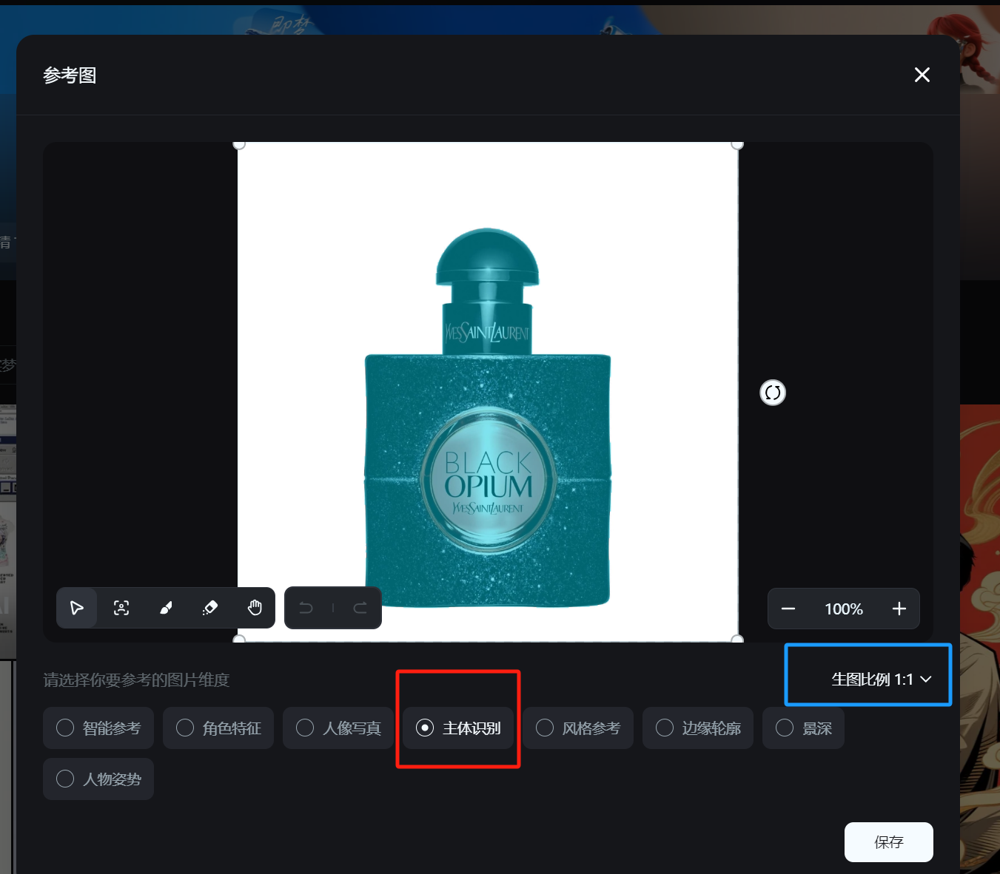 即梦
参考图
情
YVESSAINTLAURENT
BLACK
OPIUM
YVESSAINTLAURENT
100%
请选择你要参考的图片维度
生图比例 1:1
智能参考
角色特征
人像写真
主体识别
风格参考
边缘轮廓
景深
人物姿势
保存